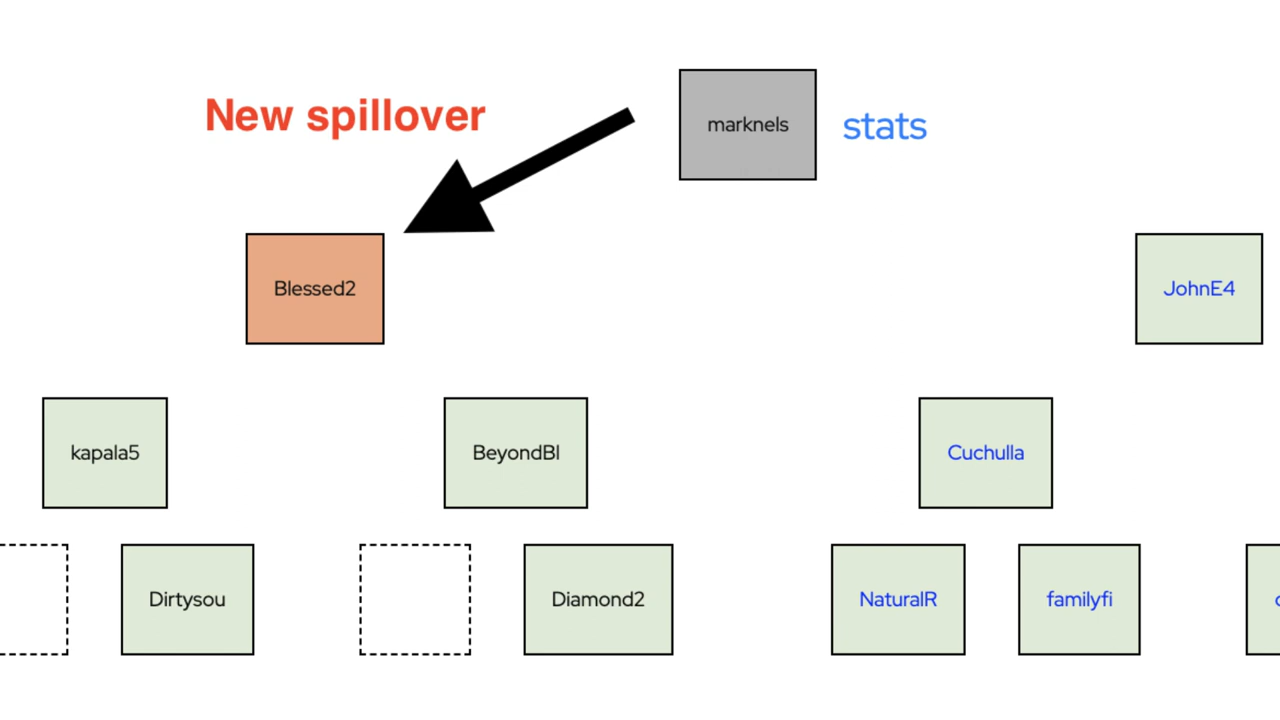 New spillover
marknels
stats
Blessed2
JohnE4
kapala5
BeyondBl
Cuchulla
Dirtysou
Diamond2
NaturalR
familyfi